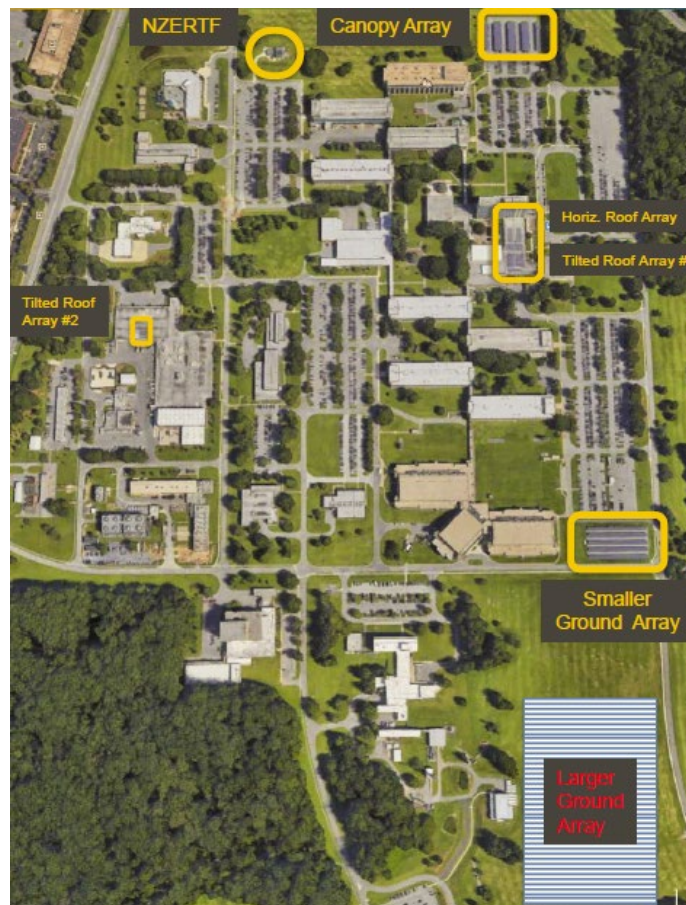 NZERTF
Canopy Array
Horiz. Roof Array
Tilted Roof Array #
Tilted Roof
Array #2
Smaller
Ground Array
Larger
Ground
Array